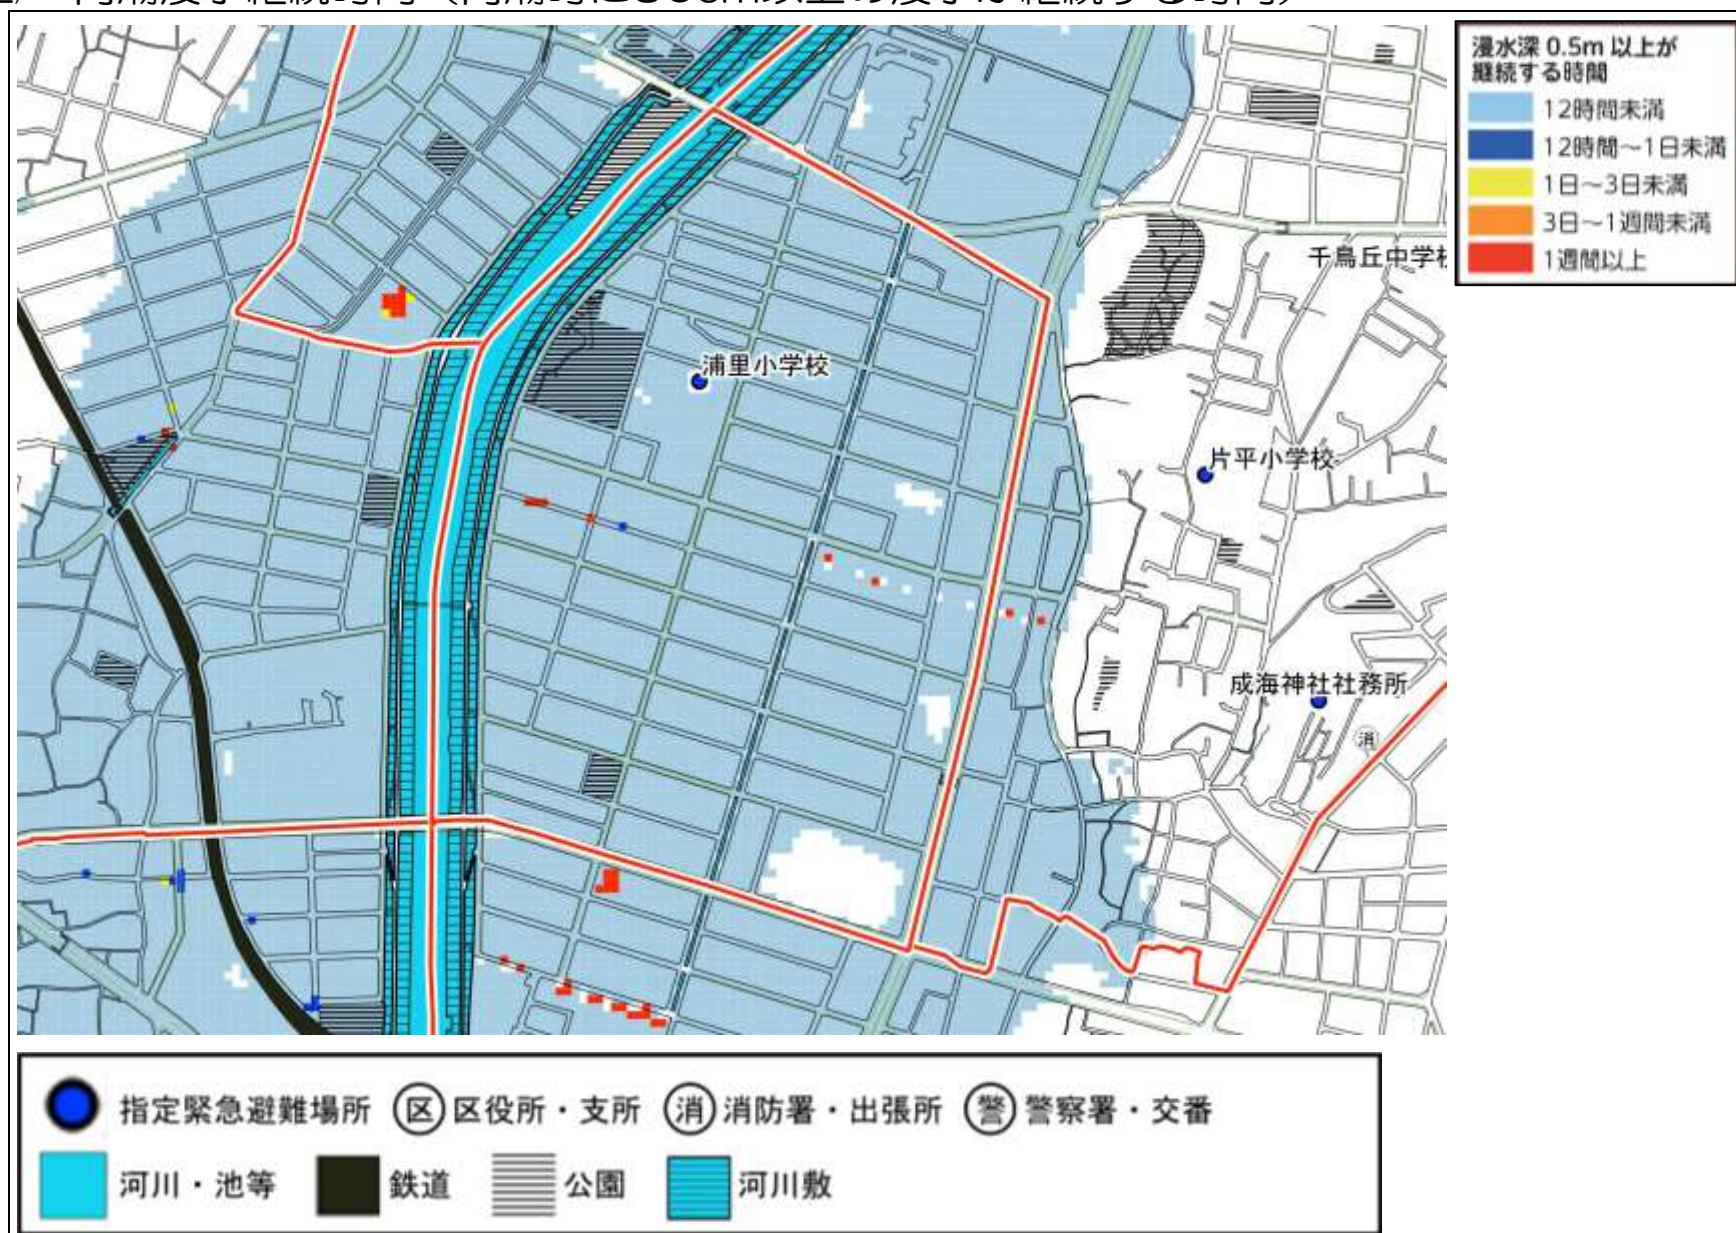 浸水深 0.5m 以上が
継続する時間
12時間未満
12時間～1日未満
1日～3日未満
3日～1週間未満
1週間以上
千鳥丘中学校
浦里小学校
片平小学校
成海神社社務所
消
指定緊急避難場所 区 区役所・支所 消 消防署・出張所 警 警察署・交番
河川・池等 鉄道 公園 河川敷